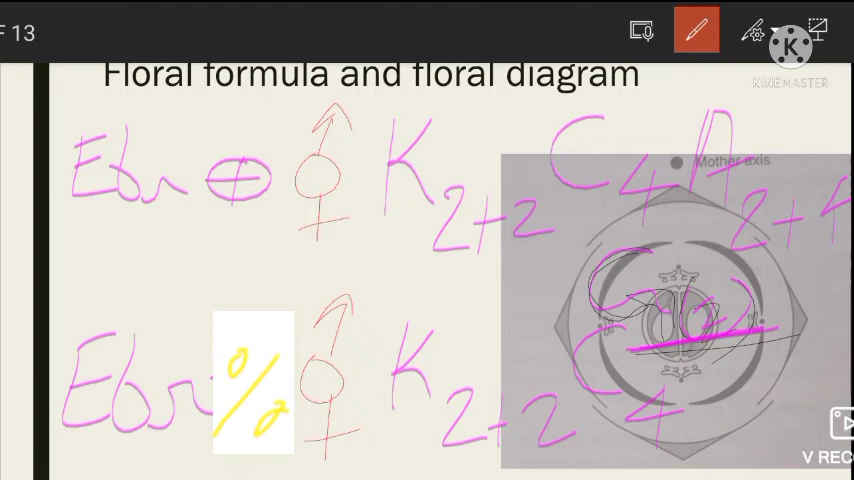 F 13
K
KINEMASTER
Floral formula and floral diagram
Mother axis
Ebr ⊕ ⚥ K2+2 C4 A2+4
G(2)
Ebr % ⚥ K2+2 C4
V REC